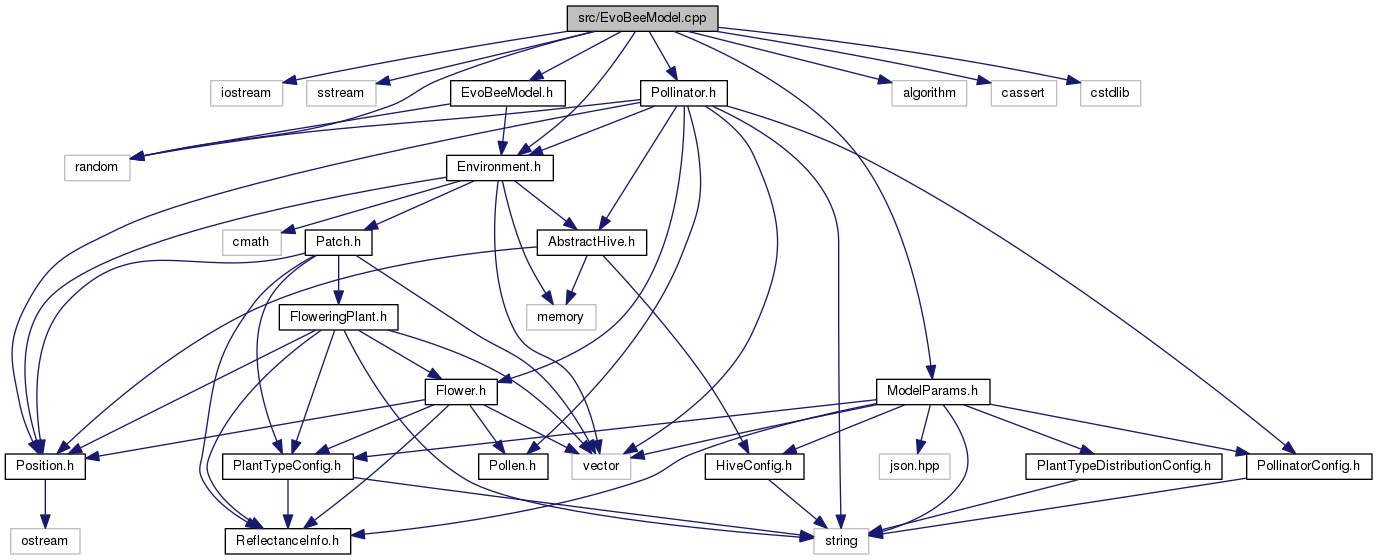 src/EvoBeeModel.cpp
iostream
sstream
EvoBeeModel.h
Pollinator.h
algorithm
cassert
cstdlib
random
Environment.h
cmath
Patch.h
AbstractHive.h
FloweringPlant.h
memory
Flower.h
ModelParams.h
Position.h
PlantTypeConfig.h
Pollen.h
vector
HiveConfig.h
json.hpp
PlantTypeDistributionConfig.h
PollinatorConfig.h
ostream
ReflectanceInfo.h
string